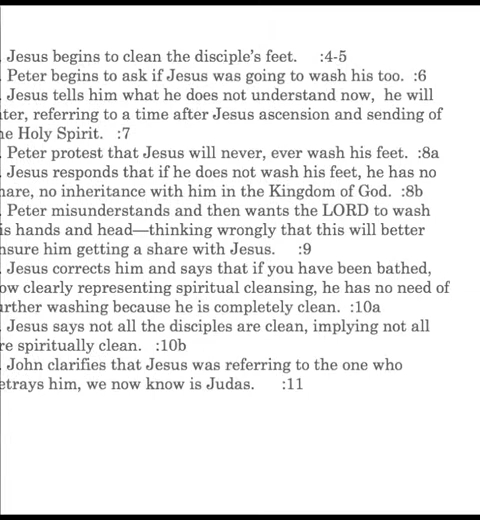 Jesus begins to clean the disciple's feet. :4-5
Peter begins to ask if Jesus was going to wash his too. :6
Jesus tells him what he does not understand now, he will
ter, referring to a time after Jesus ascension and sending of
e Holy Spirit. :7
Peter protest that Jesus will never, ever wash his feet. :8a
Jesus responds that if he does not wash his feet, he has no
are, no inheritance with him in the Kingdom of God. :8b
Peter misunderstands and then wants the LORD to wash
is hands and head—thinking wrongly that this will better
nsure him getting a share with Jesus. :9
Jesus corrects him and says that if you have been bathed,
ow clearly representing spiritual cleansing, he has no need of
rther washing because he is completely clean. :10a
Jesus says not all the disciples are clean, implying not all
re spiritually clean. :10b
John clarifies that Jesus was referring to the one who
etrays him, we now know is Judas. :11